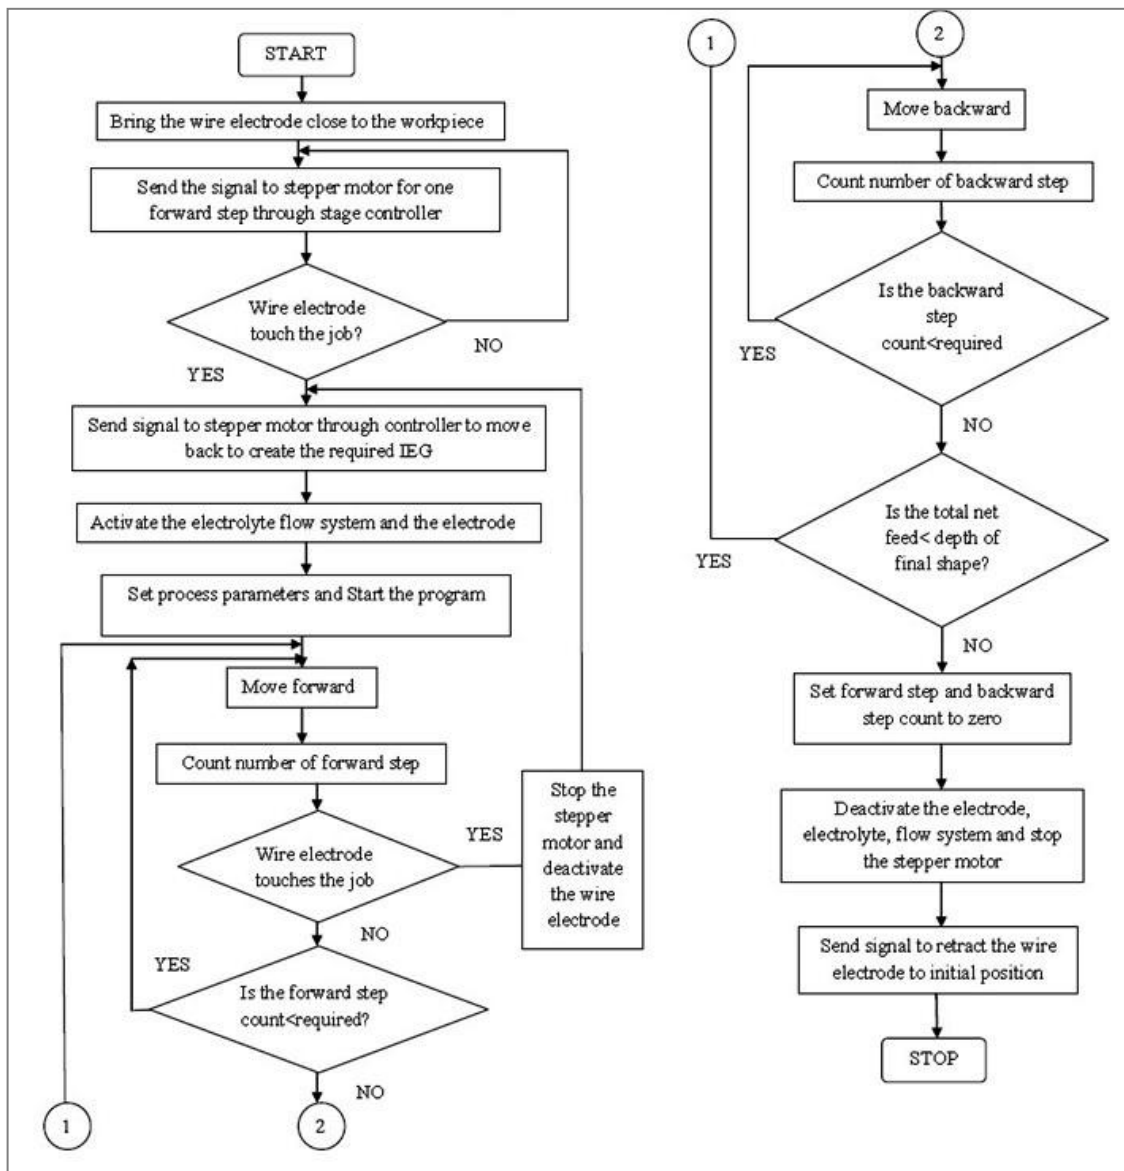 START
Bring the wire electrode close to the workpiece
Send the signal to stepper motor for one
forward step through stage controller
Wire electrode
touch the job?
NO
YES
Send signal to stepper motor through controller to move
back to create the required IEG
Activate the electrolyte flow system and the electrode
Set process parameters and Start the program
Move forward
Count number of forward step
Wire electrode
touches the job
YES
Stop the
stepper
motor and
deactivate
the wire
electrode
NO
YES
Is the forward step
count<required?
NO
1
2
1
2
Move backward
Count number of backward step
Is the backward
step
count<required
YES
NO
Is the total net
feed< depth of
final shape?
YES
NO
Set forward step and backward
step count to zero
Deactivate the electrode,
electrolyte, flow system and stop
the stepper motor
Send signal to retract the wire
electrode to initial position
STOP